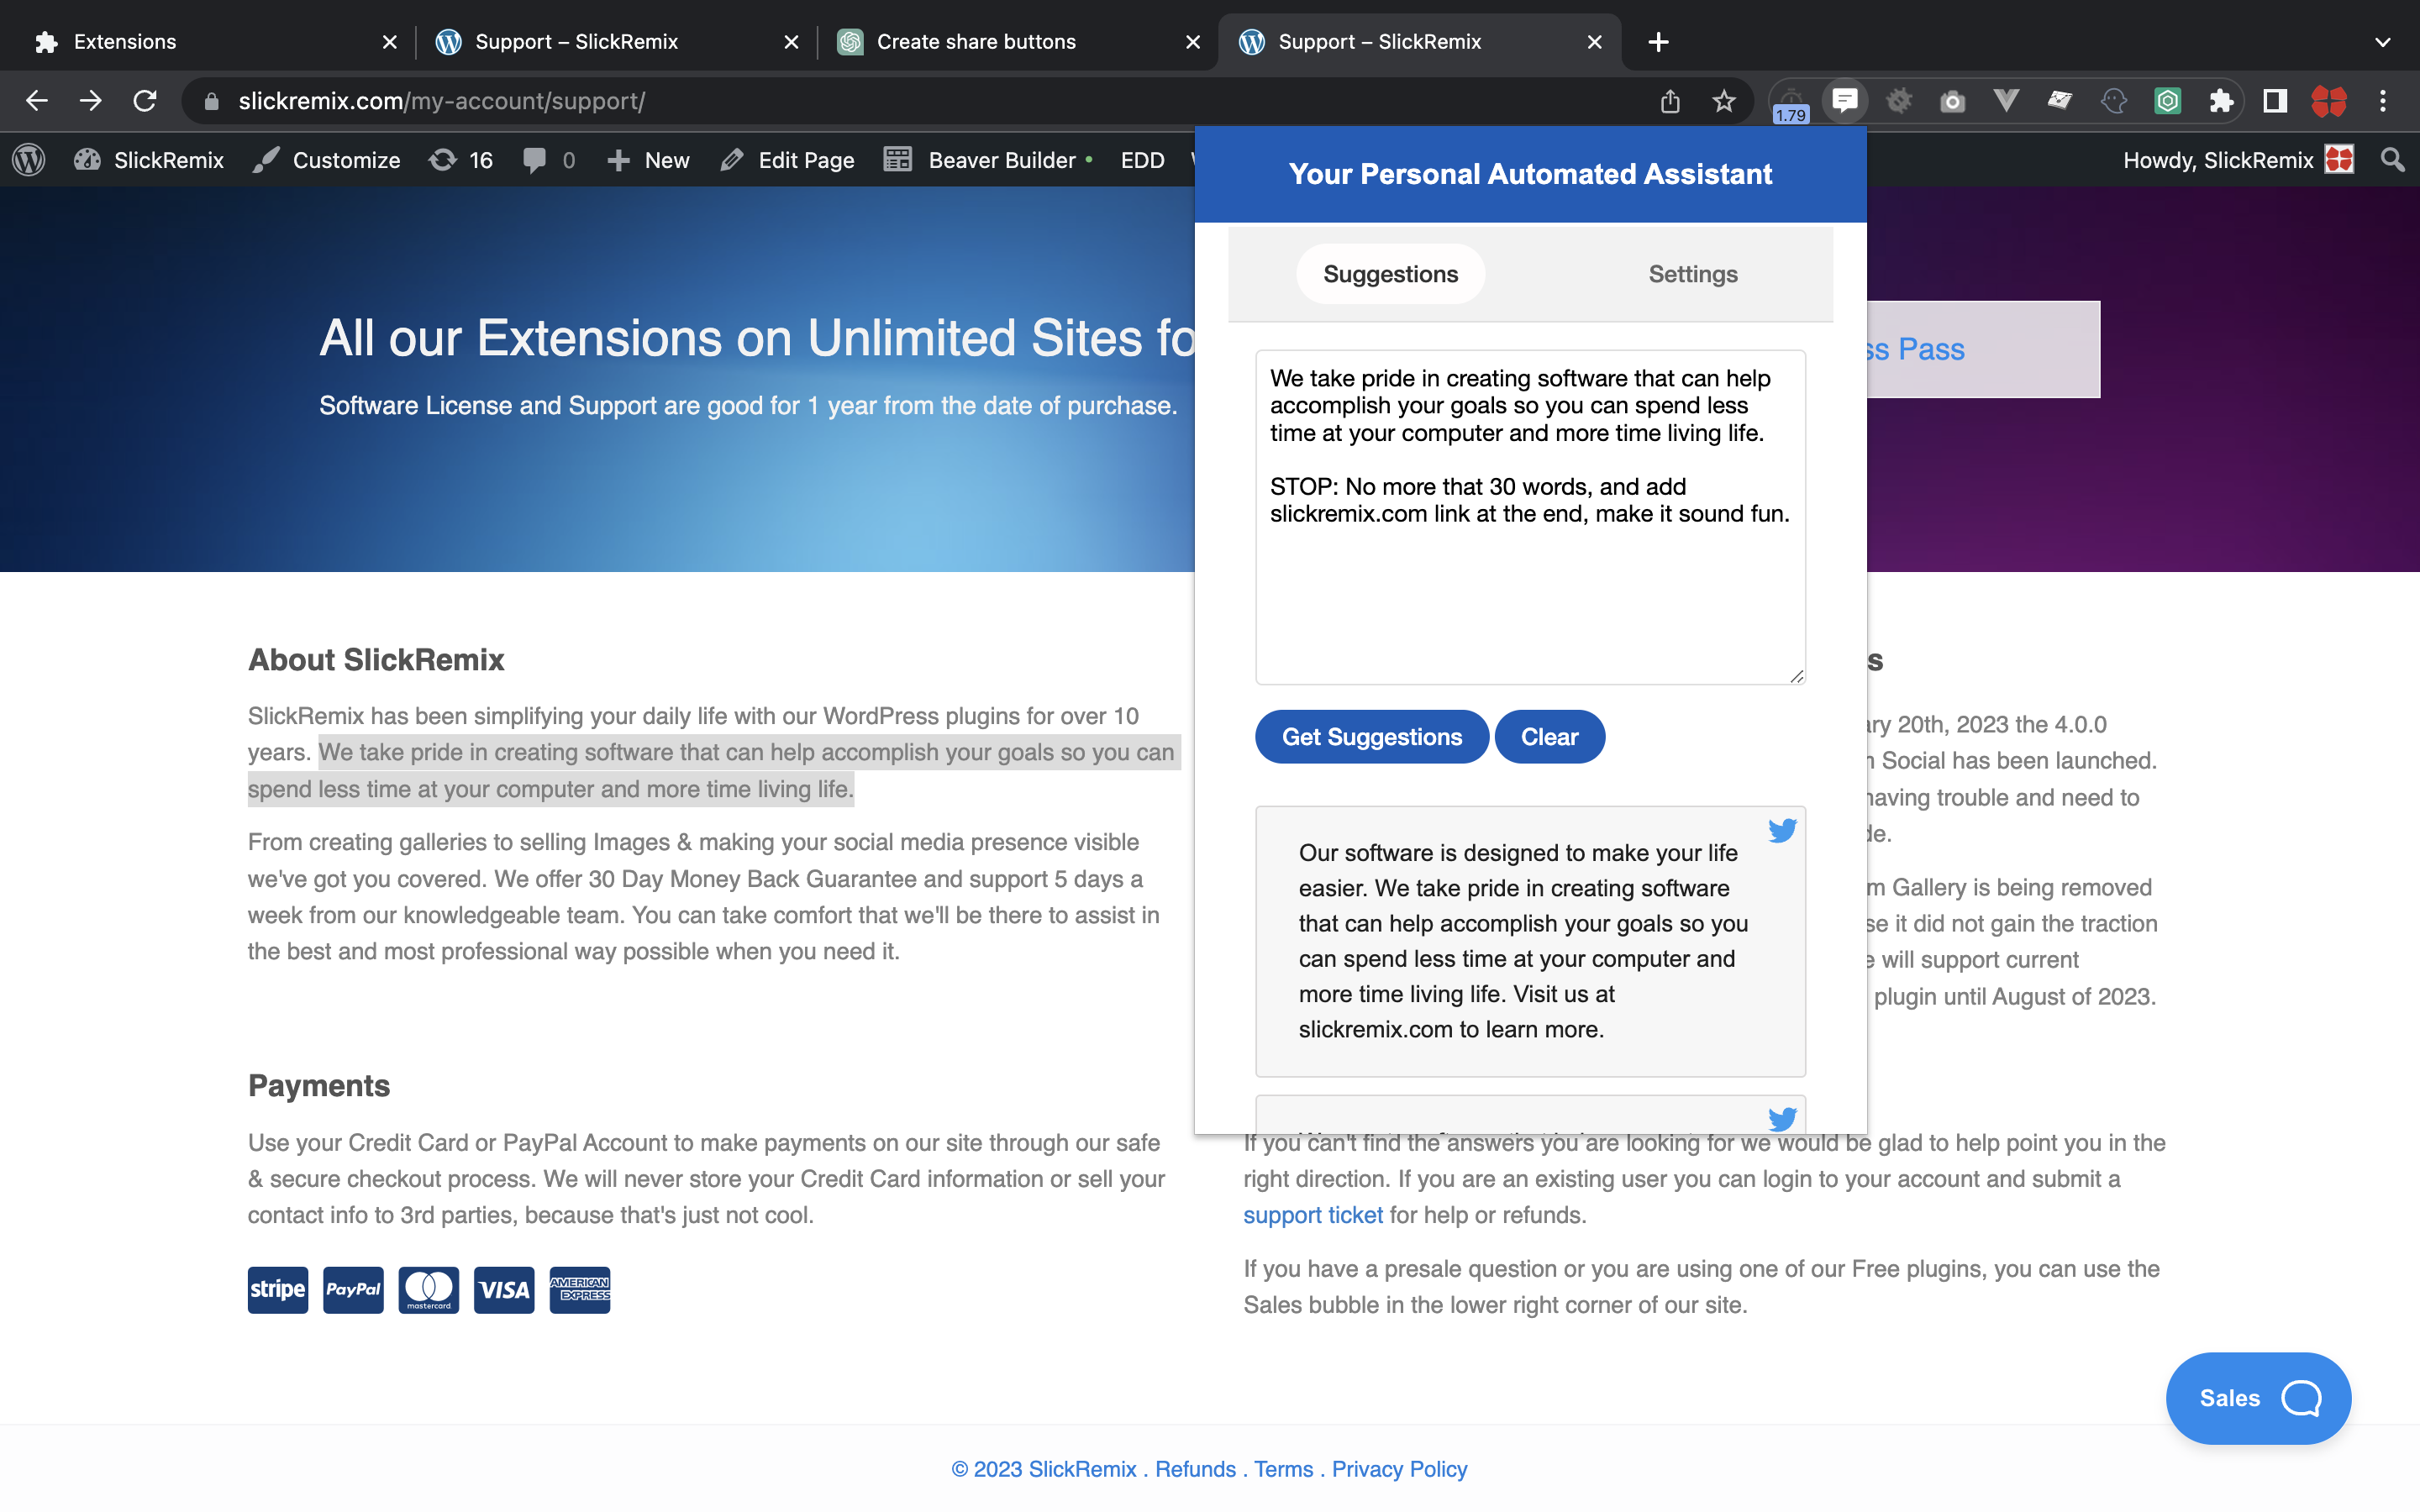 Extensions
Support – SlickRemix
Create share buttons
Support – SlickRemix
slickremix.com/my-account/support/
1.79
SlickRemix
Customize
16
0
New
Edit Page
Beaver Builder
EDD
Howdy, SlickRemix
Your Personal Automated Assistant
Suggestions
Settings
All our Extensions on Unlimited Sites fo
Software License and Support are good for 1 year from the date of purchase.
ss Pass
We take pride in creating software that can help
accomplish your goals so you can spend less
time at your computer and more time living life.
STOP: No more that 30 words, and add
slickremix.com link at the end, make it sound fun.
Get Suggestions
Clear
Our software is designed to make your life
easier. We take pride in creating software
that can help accomplish your goals so you
can spend less time at your computer and
more time living life. Visit us at
slickremix.com to learn more.
About SlickRemix
SlickRemix has been simplifying your daily life with our WordPress plugins for over 10
years. We take pride in creating software that can help accomplish your goals so you can
spend less time at your computer and more time living life.
From creating galleries to selling Images & making your social media presence visible
we've got you covered. We offer 30 Day Money Back Guarantee and support 5 days a
week from our knowledgeable team. You can take comfort that we'll be there to assist in
the best and most professional way possible when you need it.
s
ry 20th, 2023 the 4.0.0
Social has been launched.
having trouble and need to
de.
m Gallery is being removed
se it did not gain the traction
e will support current
plugin until August of 2023.
Payments
Use your Credit Card or PayPal Account to make payments on our site through our safe
& secure checkout process. We will never store your Credit Card information or sell your
contact info to 3rd parties, because that's just not cool.
stripe
PayPal
mastercard
VISA
AMERICAN EXPRESS
If you can't find the answers you are looking for we would be glad to help point you in the
right direction. If you are an existing user you can login to your account and submit a
support ticket for help or refunds.
If you have a presale question or you are using one of our Free plugins, you can use the
Sales bubble in the lower right corner of our site.
Sales
© 2023 SlickRemix . Refunds . Terms . Privacy Policy